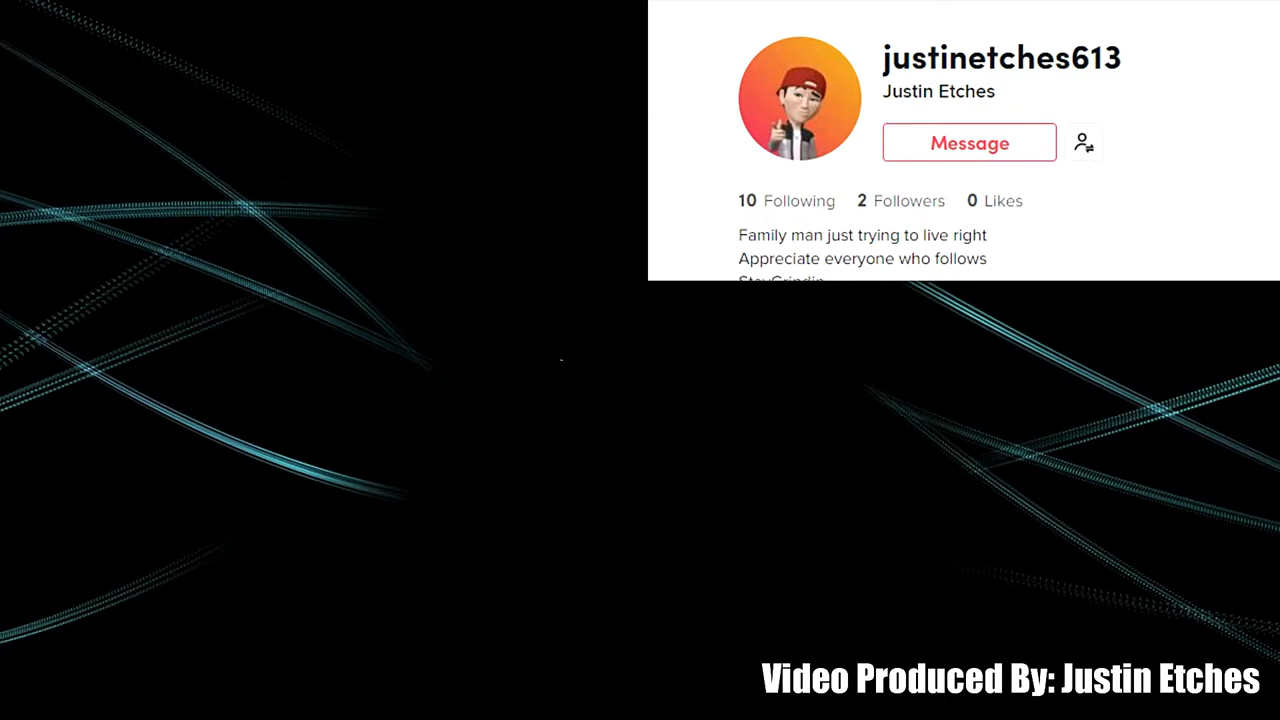 justinetches613
Justin Etches
Message
10 Following 2 Followers 0 Likes
Family man just trying to live right
Appreciate everyone who follows
Video Produced By: Justin Etches